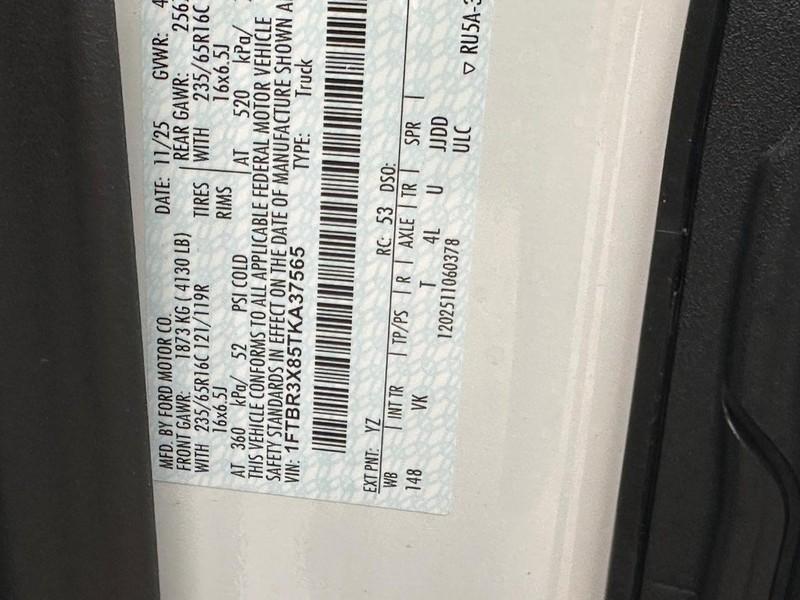 MFD. BY FORD MOTOR CO. DATE: 11/25 GVWR: 4
FRONT GAWR: 1873 KG ( 4130 LB) REAR GAWR: 256
WITH 235/65R16C 121/119R TIRES WITH 235/65R16C
16x6.5J RIMS 16x6.5J
AT 360 kPa/ 52 PSI COLD AT 520 kPa/
THIS VEHICLE CONFORMS TO ALL APPLICABLE FEDERAL MOTOR VEHICLE
SAFETY STANDARDS IN EFFECT ON THE DATE OF MANUFACTURE SHOWN A
VIN: 1FTBR3X85TKA37565 TYPE: Truck
EXT PNT: YZ RC: 53 DSO:
WB INT TR TP/PS R AXLE TR SPR
148 VK T 4L U JJDD
1202511060378 ULC
▽ RU5A-3